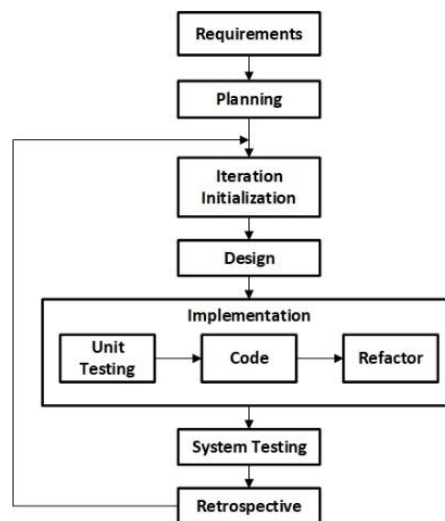 Requirements
Planning
Iteration
Initialization
Design
Implementation
Unit
Testing
Code
Refactor
System Testing
Retrospective